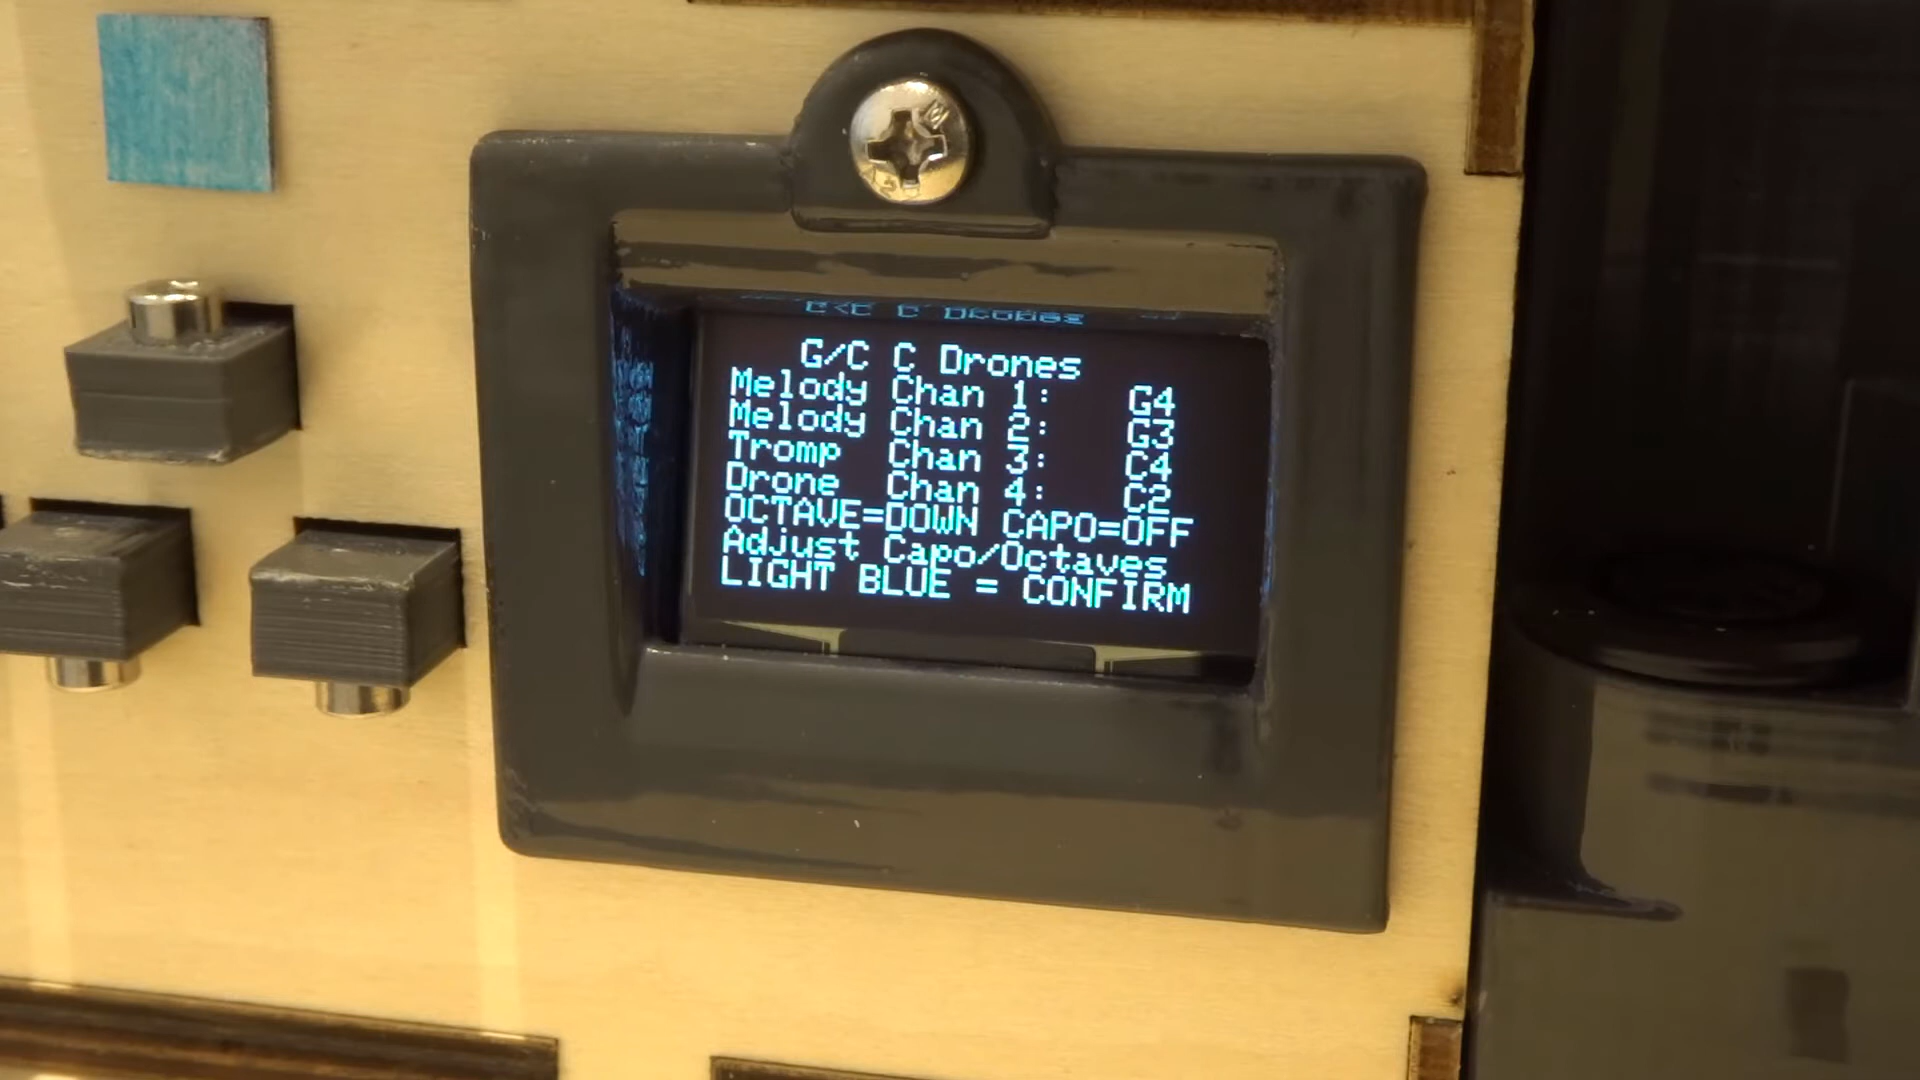 G/C C Drones
Melody Chan 1: G4
Melody Chan 2: G3
Tromp Chan 3: C4
Drone Chan 4: C2
OCTAVE=DOWN CAPO=OFF
Adjust Capo/Octaves
LIGHT BLUE = CONFIRM